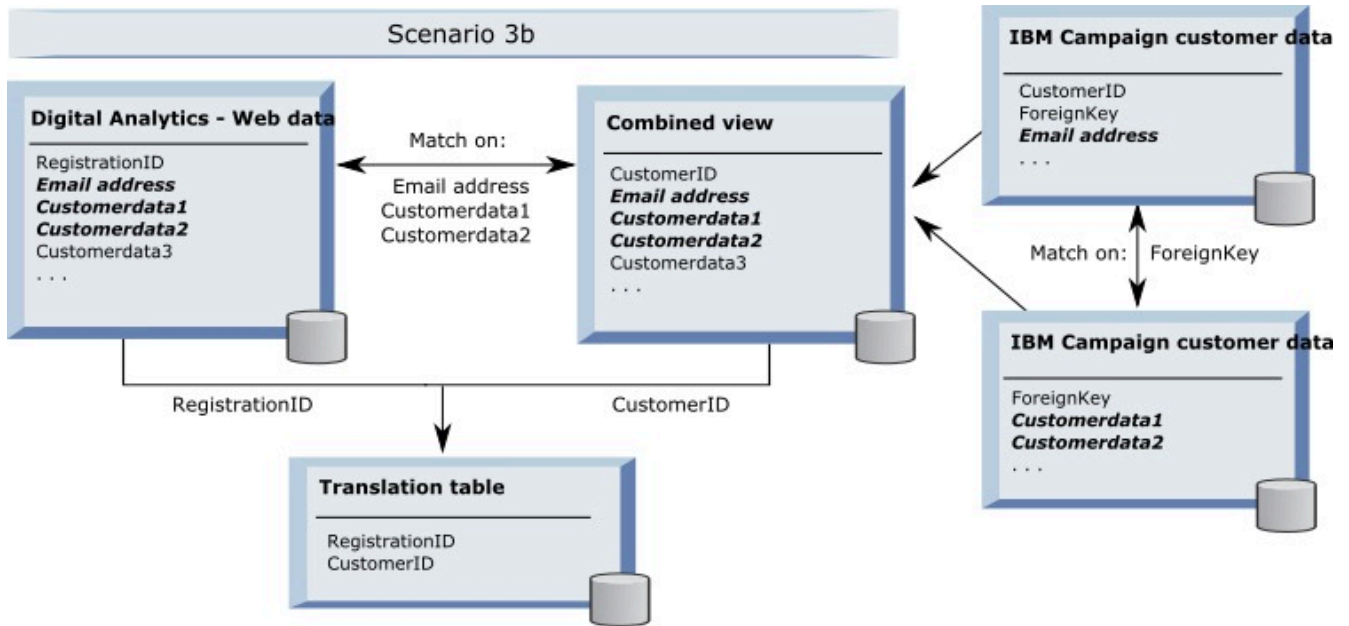 Scenario 3b
Digital Analytics - Web data
RegistrationID
Email address
Customerdata1
Customerdata2
Customerdata3
. . .
Match on:
Email address
Customerdata1
Customerdata2
Combined view
CustomerID
Email address
Customerdata1
Customerdata2
Customerdata3
. . .
IBM Campaign customer data
CustomerID
ForeignKey
Email address
. . .
Match on: ForeignKey
IBM Campaign customer data
ForeignKey
Customerdata1
Customerdata2
. . .
RegistrationID
CustomerID
Translation table
RegistrationID
CustomerID